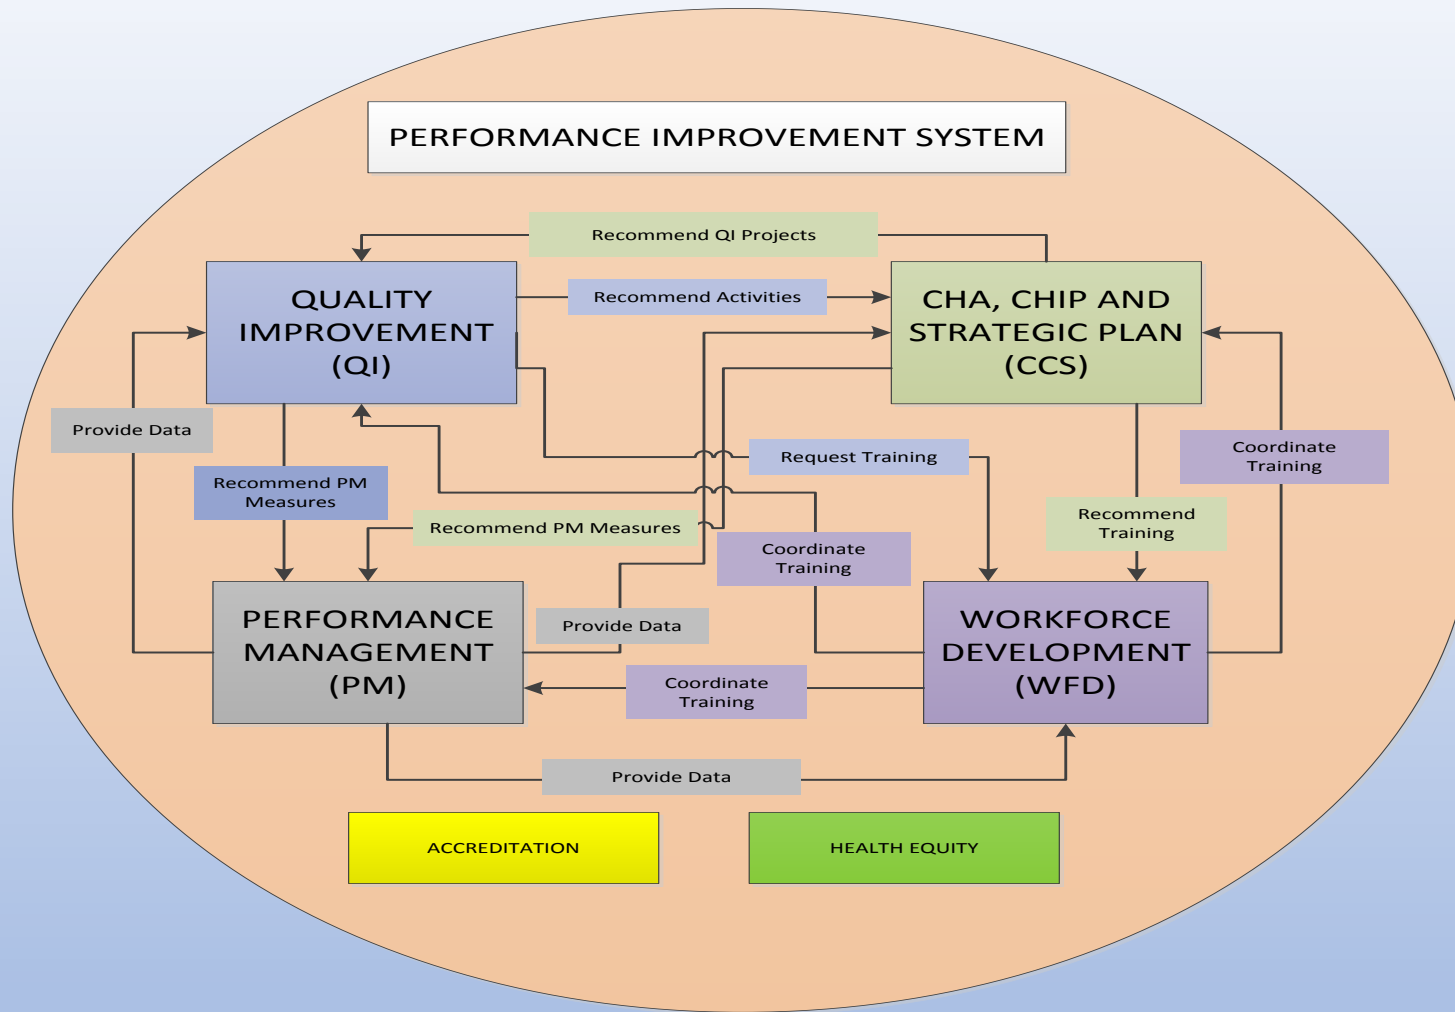 PERFORMANCE IMPROVEMENT SYSTEM
Recommend QI Projects
QUALITY
IMPROVEMENT
(QI)
Recommend Activities
CHA, CHIP AND
STRATEGIC PLAN
(CCS)
Provide Data
Recommend PM
Measures
Request Training
Coordinate
Training
Recommend PM Measures
Coordinate
Training
Recommend
Training
PERFORMANCE
MANAGEMENT
(PM)
Provide Data
WORKFORCE
DEVELOPMENT
(WFD)
Coordinate
Training
Provide Data
ACCREDITATION
HEALTH EQUITY